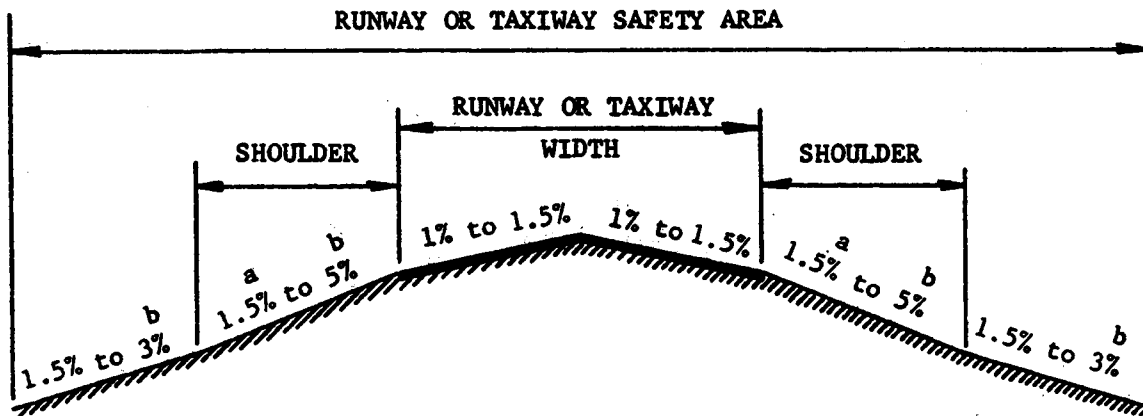 RUNWAY OR TAXIWAY SAFETY AREA
RUNWAY OR TAXIWAY
WIDTH
SHOULDER
SHOULDER
1% to 1.5%
1% to 1.5%
a b
1.5% to 5%
a b
1.5% to 5%
b
1.5% to 3%
b
1.5% to 3%